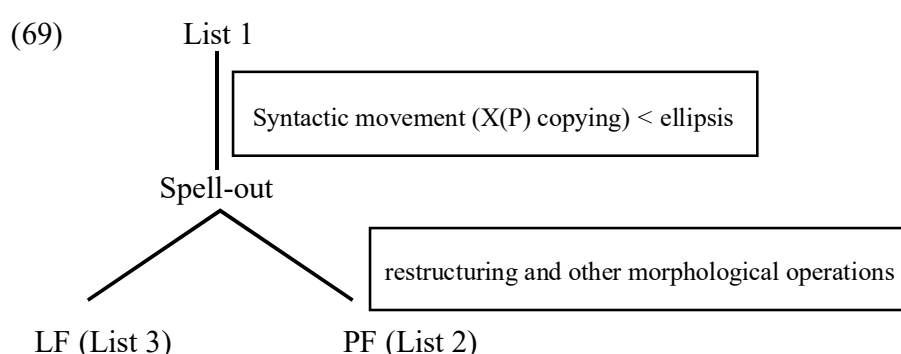 (69) List 1
Syntactic movement (X(P) copying) < ellipsis
Spell-out
restructuring and other morphological operations
LF (List 3) PF (List 2)